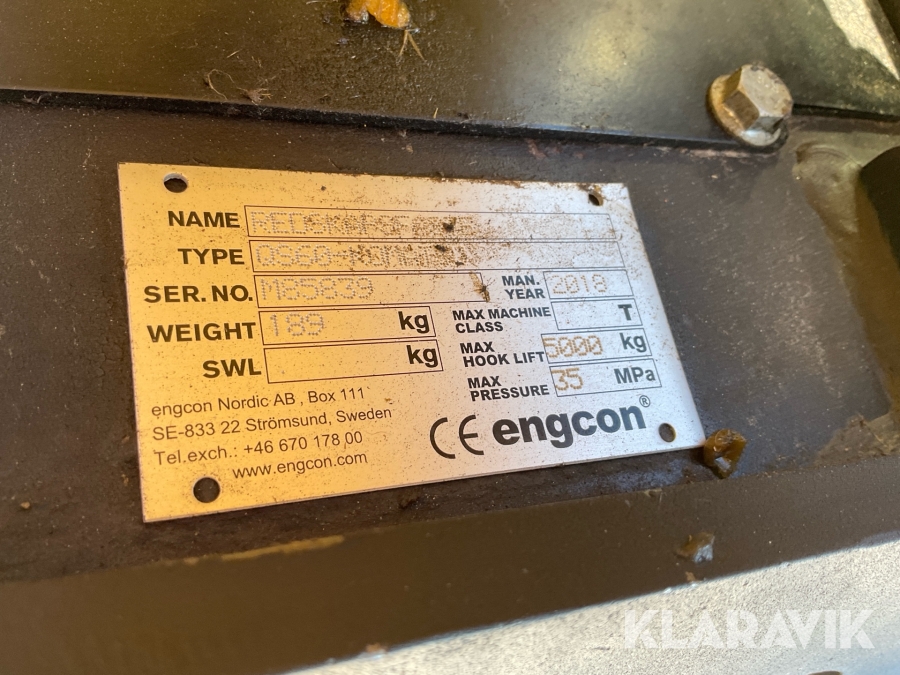 NAME
TYPE
SER. NO. M85839
MAN. YEAR 2018
WEIGHT 189 kg
MAX MACHINE CLASS T
SWL kg
MAX HOOK LIFT 5000 kg
MAX PRESSURE 35 MPa
engcon Nordic AB , Box 111
SE-833 22 Strömsund, Sweden
Tel.exch.: +46 670 178 00
www.engcon.com
CE engcon®
KLARAVIK